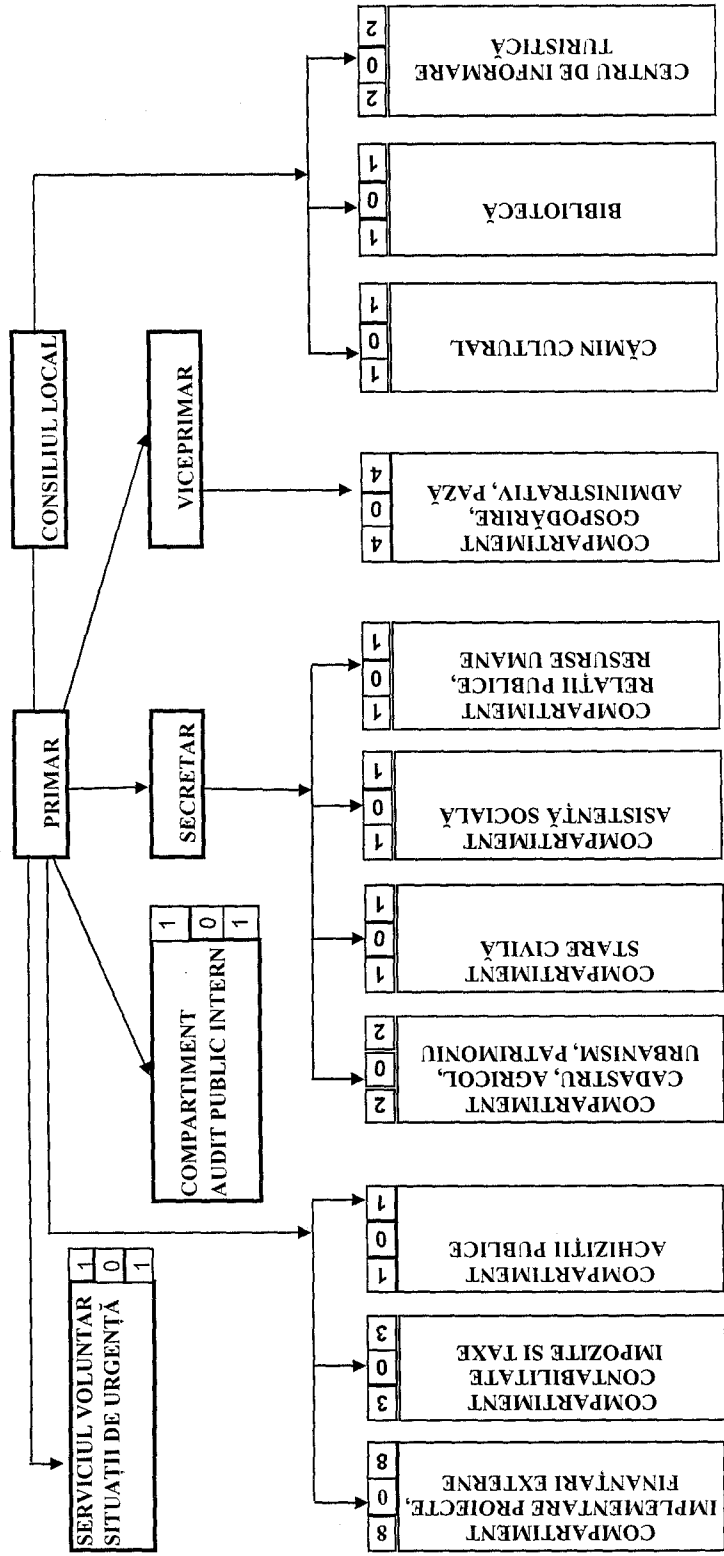 PRIMAR
CONSILIUL LOCAL
SERVICIUL VOLUNTAR
SITUAȚII DE URGENȚĂ
1
0
1
COMPARTIMENT
AUDIT PUBLIC INTERN
1
0
1
SECRETAR
VICEPRIMAR
8 0 8
COMPARTIMENT
IMPLEMENTARE PROIECTE,
FINANȚARI EXTERNE
3 0 3
COMPARTIMENT
CONTABILITATE
IMPOZITE SI TAXE
1 0 1
COMPARTIMENT
ACHIZIȚII PUBLICE
2 0 2
COMPARTIMENT
CADASTRU, AGRICOL,
URBANISM, PATRIMONIU
1 0 1
COMPARTIMENT
STARE CIVILĂ
1 0 1
COMPARTIMENT
ASISTENȚĂ SOCIALĂ
1 0 1
COMPARTIMENT
RELAȚII PUBLICE,
RESURSE UMANE
4 0 4
COMPARTIMENT
GOSPODĂRIRE,
ADMINISTRATIV, PAZĂ
1 0 1
CĂMIN CULTURAL
1 0 1
BIBLIOTECĂ
2 0 2
CENTRU DE INFORMARE
TURISTICĂ